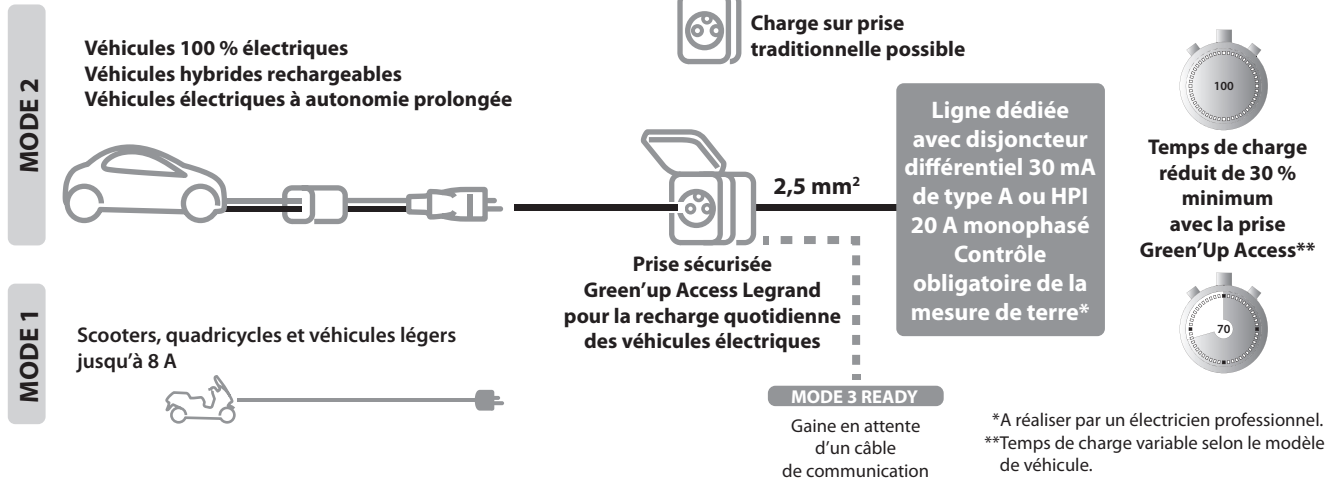 MODE 2
Véhicules 100 % électriques
Véhicules hybrides rechargeables
Véhicules électriques à autonomie prolongée
Charge sur prise
traditionnelle possible
2,5 mm²
Prise sécurisée
Green’up Access Legrand
pour la recharge quotidienne
des véhicules électriques
Ligne dédiée
avec disjoncteur
différentiel 30 mA
de type A ou HPI
20 A monophasé
Contrôle
obligatoire de la
mesure de terre*
100
Temps de charge
réduit de 30 %
minimum
avec la prise
Green’Up Access**
70
MODE 1
Scooters, quadricycles et véhicules légers
jusqu’à 8 A
MODE 3 READY
Gaine en attente
d’un câble
de communication
*A réaliser par un électricien professionnel.
**Temps de charge variable selon le modèle
de véhicule.